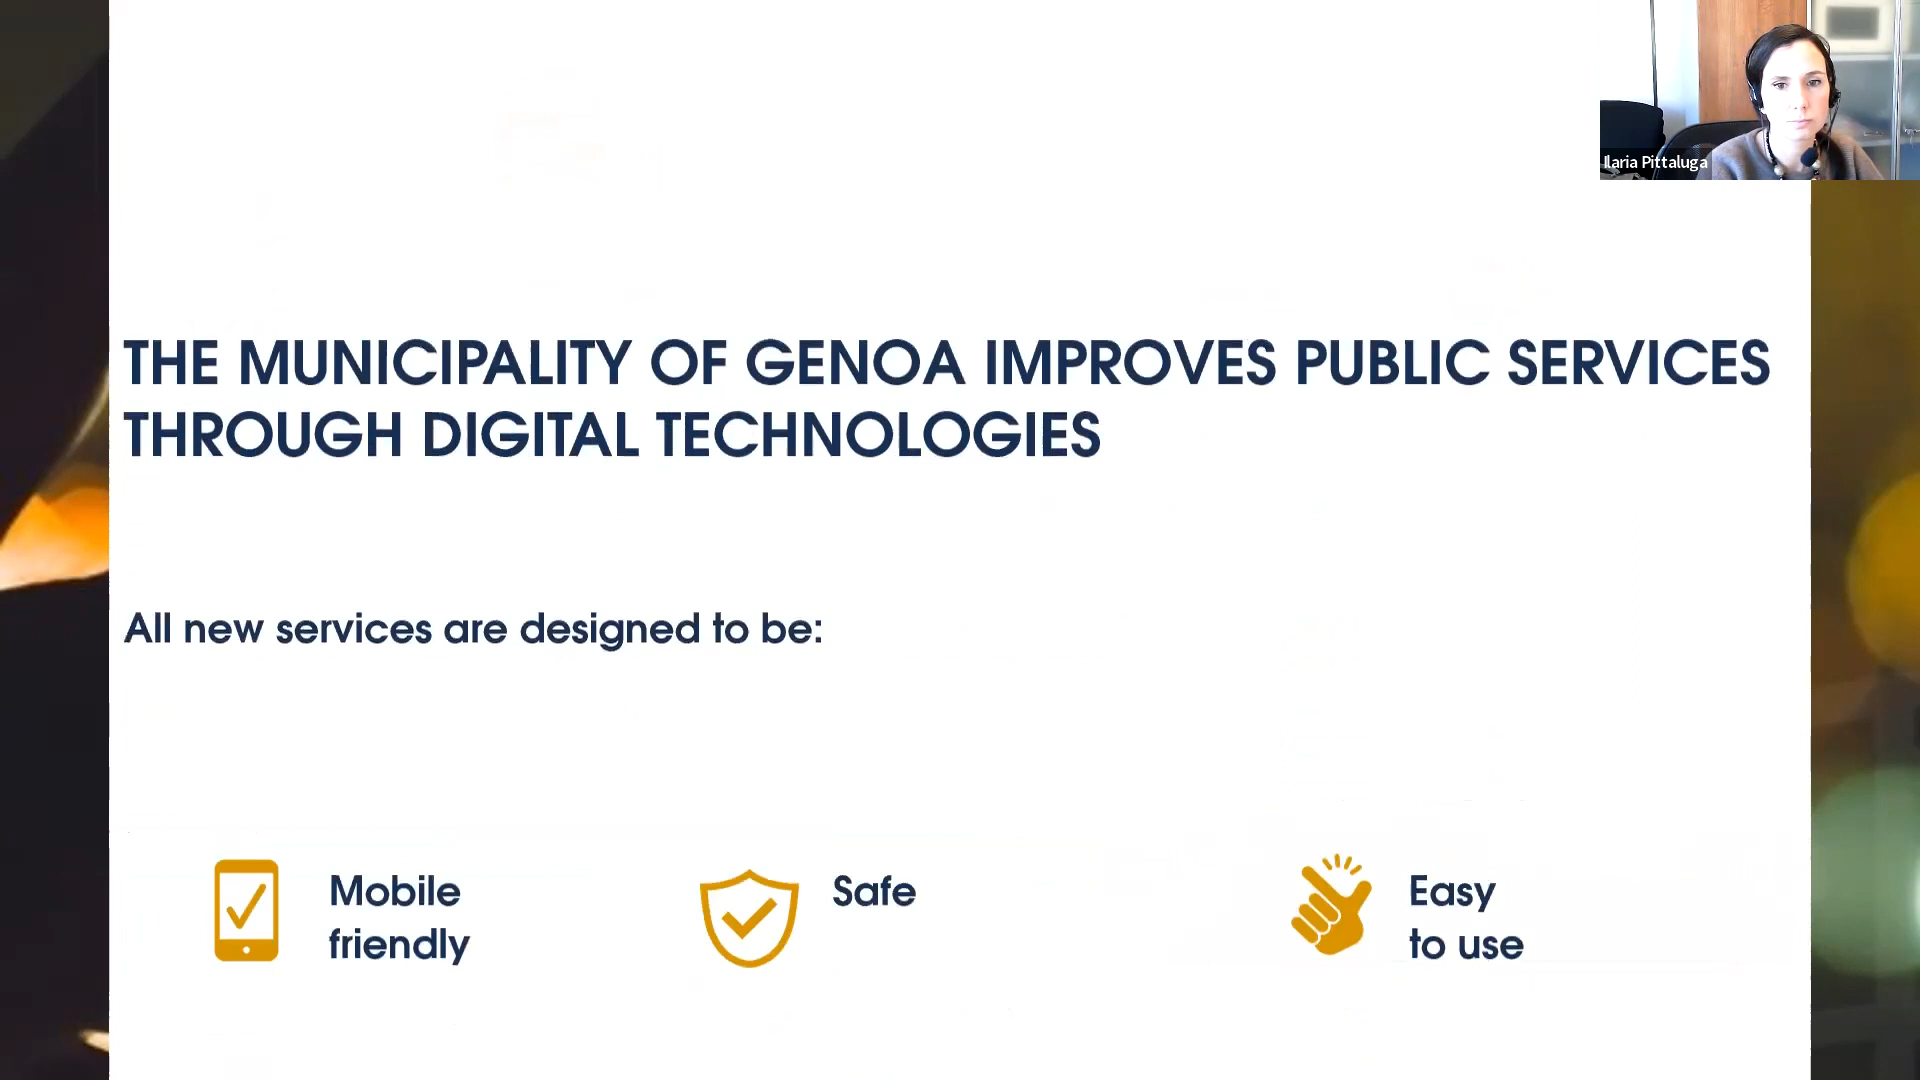 Ilaria Pittaluga
THE MUNICIPALITY OF GENOA IMPROVES PUBLIC SERVICES
THROUGH DIGITAL TECHNOLOGIES
All new services are designed to be:
Mobile
friendly
Safe
Easy
to use